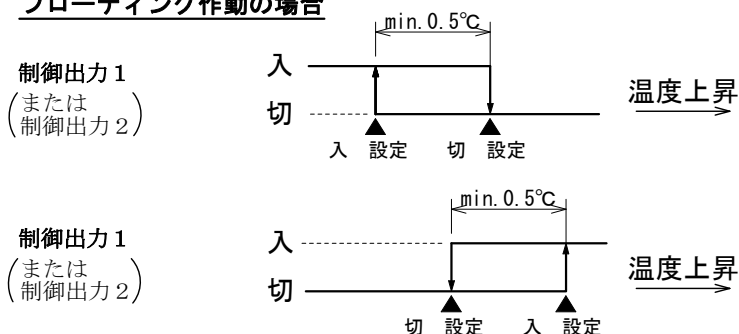 フローティング作動の場合
min. 0.5℃
制御出力1
(または
制御出力2)
入
切
温度上昇
入 設定 切 設定
min. 0.5℃
制御出力1
(または
制御出力2)
入
切
温度上昇
切 設定 入 設定